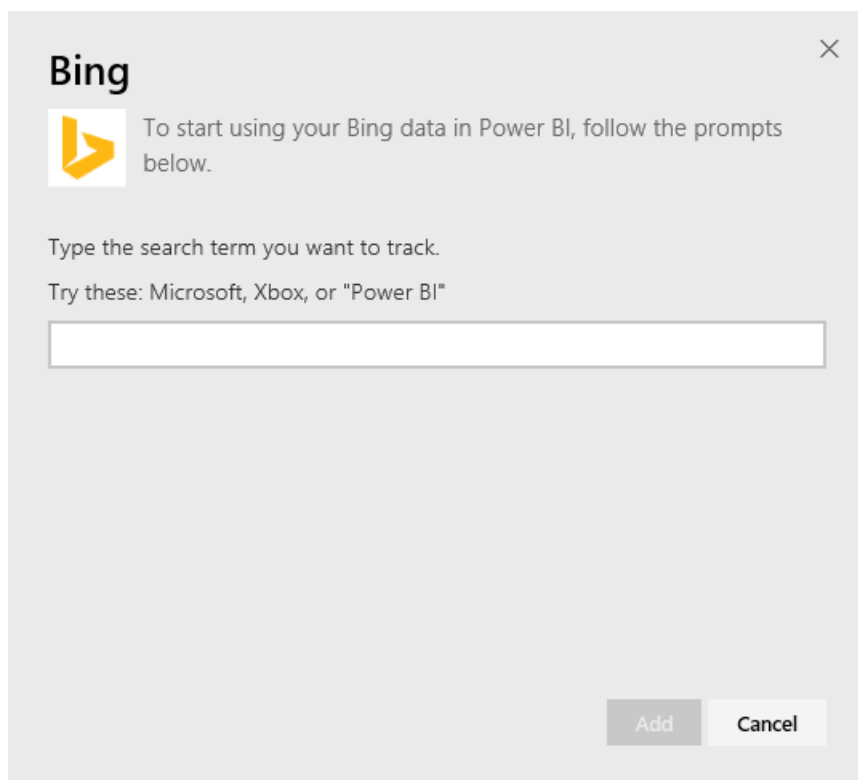 Bing
To start using your Bing data in Power BI, follow the prompts
below.
Type the search term you want to track.
Try these: Microsoft, Xbox, or "Power BI"
Add
Cancel